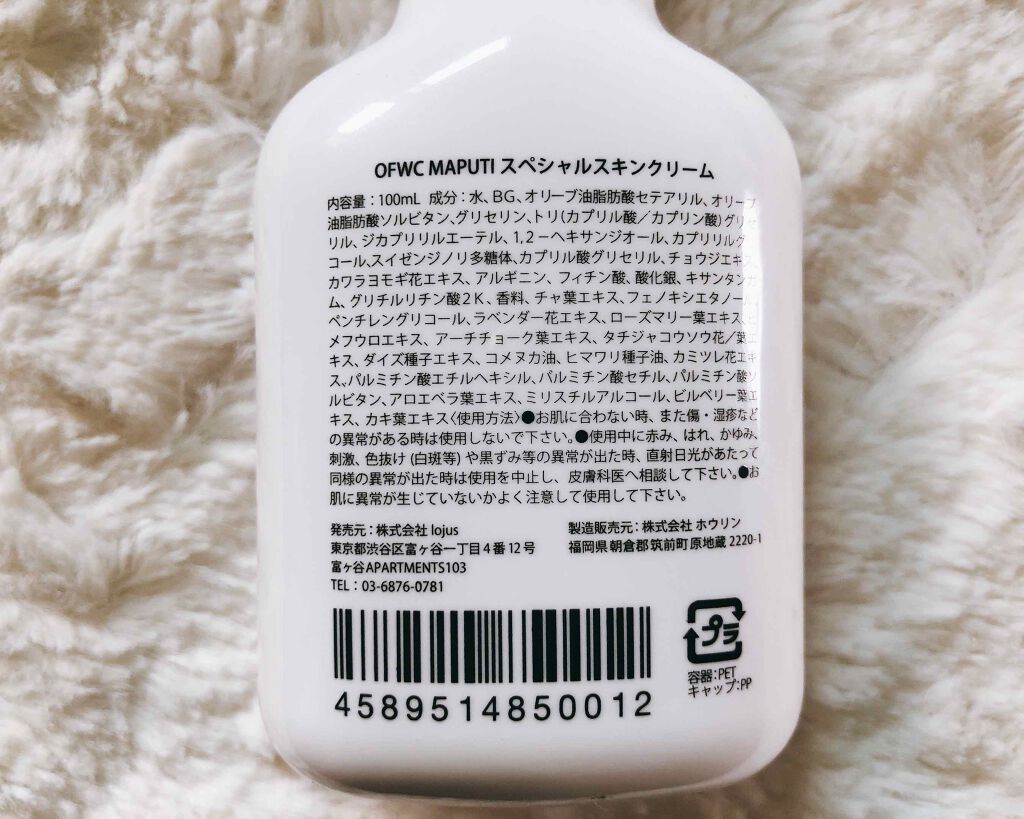 OFWC MAPUTI スペシャルスキンクリーム
内容量：100mL 成分：水、BG、オリーブ油脂肪酸セテアリル、オリーブ
油脂肪酸ソルビタン、グリセリン、トリ(カプリル酸／カプリン酸)グリセ
リル、ジカプリリルエーテル、1,2－ヘキサンジオール、カプリリルグリ
コール、スイゼンジノリ多糖体、カプリル酸グリセリル、チョウジエキス、
カワラヨモギ花エキス、アルギニン、フィチン酸、酸化銀、キサンタンガ
ム、グリチルリチン酸2K、香料、チャ葉エキス、フェノキシエタノール、
ペンチレングリコール、ラベンダー花エキス、ローズマリー葉エキス、ヒ
メフウロエキス、アーチチョーク葉エキス、タチジャコウソウ花／葉エ
キス、ダイズ種子エキス、コメヌカ油、ヒマワリ種子油、カミツレ花エキ
ス、パルミチン酸エチルヘキシル、パルミチン酸セチル、パルミチン酸ソ
ルビタン、アロエベラ葉エキス、ミリスチルアルコール、ビルベリー葉エ
キス、カキ葉エキス〈使用方法〉●お肌に合わない時、また傷・湿疹など
の異常がある時は使用しないで下さい。●使用中に赤み、はれ、かゆみ、
刺激、色抜け(白斑等)や黒ずみ等の異常が出た時、直射日光があたって
同様の異常が出た時は使用を中止し、皮膚科医へ相談して下さい。●お
肌に異常が生じていないかよく注意して使用して下さい。
発売元：株式会社 lojus
東京都渋谷区富ヶ谷一丁目4番12号
富ヶ谷APARTMENTS103
TEL：03-6876-0781
製造販売元：株式会社 ホウリン
福岡県朝倉郡筑前町原地蔵 2220-1
4589514850012
プラ
容器：PET
キャップ：PP